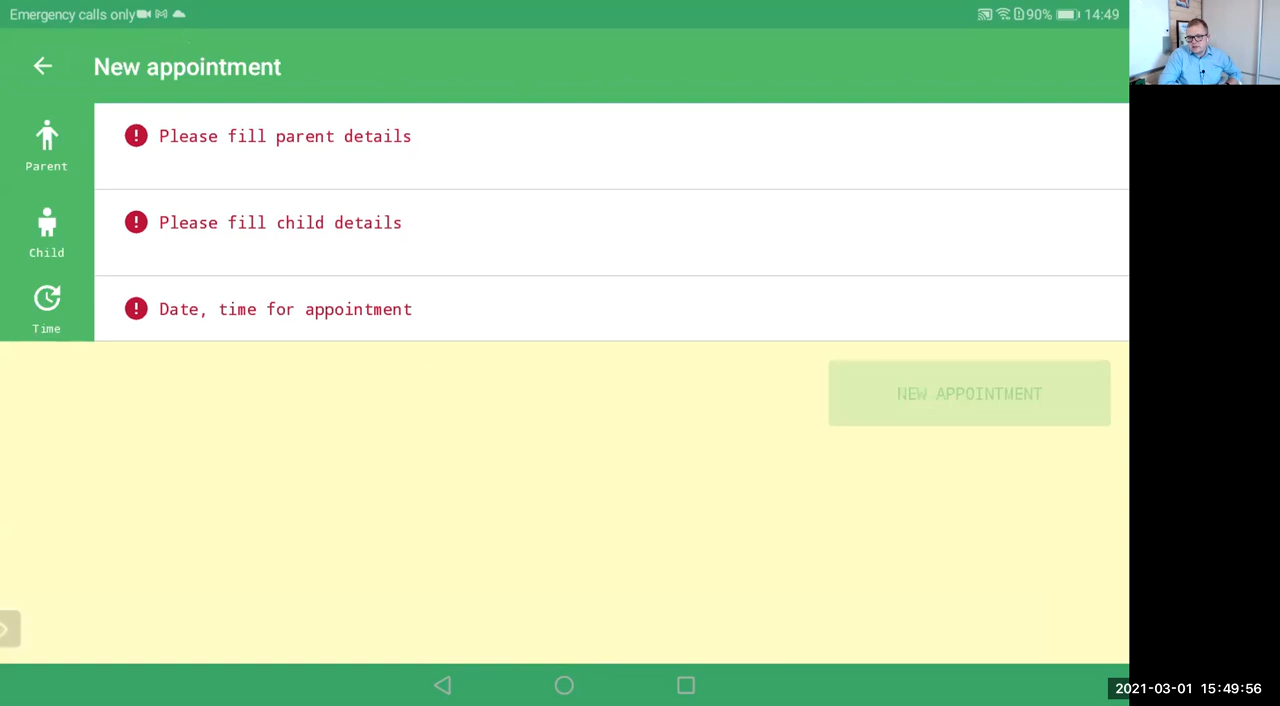 Emergency calls only
90% 14:49
New appointment
Parent
Please fill parent details
Child
Please fill child details
Time
Date, time for appointment
NEW APPOINTMENT
2021-03-01 15:49:56